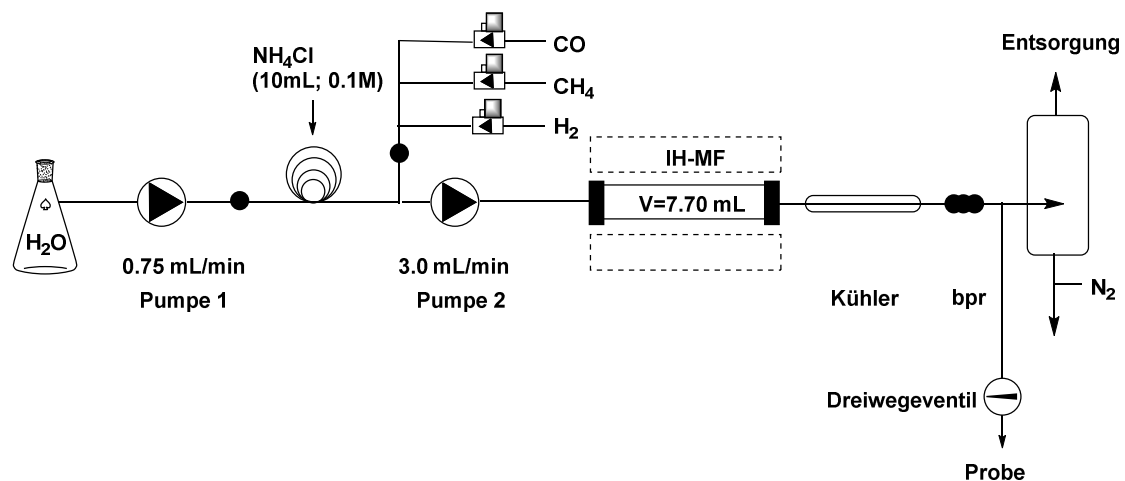 NH₄Cl
(10mL; 0.1M)
CO
CH₄
H₂
Entsorgung
IH-MF
V=7.70 mL
H₂O
0.75 mL/min
Pumpe 1
3.0 mL/min
Pumpe 2
Kühler
bpr
N₂
Dreiwegeventil
Probe